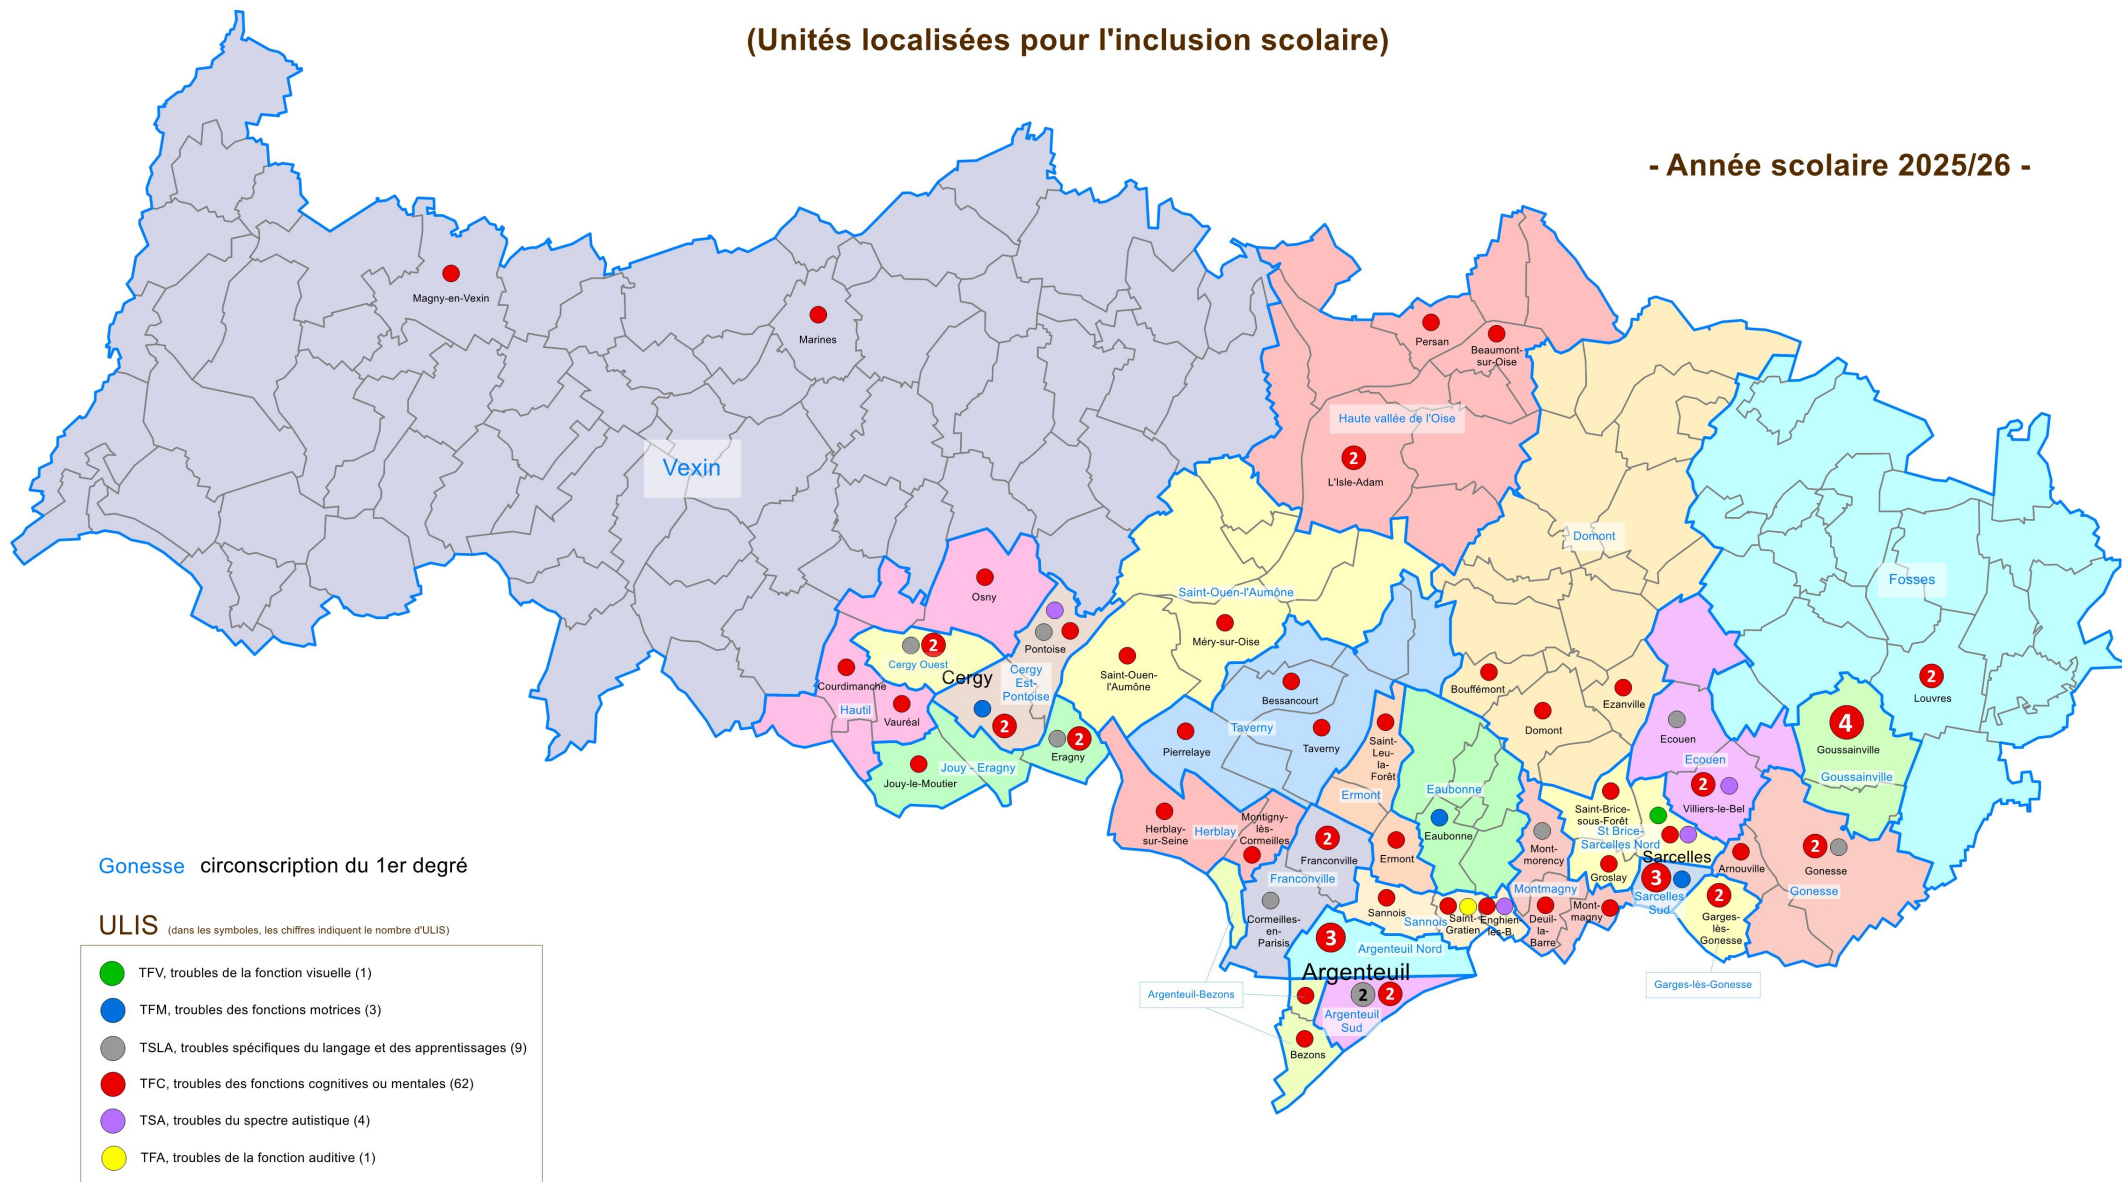 (Unités localisées pour l'inclusion scolaire)
- Année scolaire 2025/26 -
Magny-en-Vexin
Marines
Persan
Beaumont-
sur-Oise
Haute vallée de l'Oise
Vexin
2
L'Isle-Adam
Domont
Fosses
Osny
Saint-Ouen-l'Aumône
Pontoise
Méry-sur-Oise
2
Cergy Ouest
Cergy
Cergy
Est-
Pontoise
Saint-Ouen-
l'Aumône
Courdimanche
Hautil
Vauréal
2
Bessancourt
Taverny
Pierrelaye
Taverny
Saint-
Leu-
la-
Forêt
Bouffémont
Ezanville
Domont
2
Louvres
Ecouen
Ecouen
4
Goussainville
Goussainville
2
Eragny
Jouy - Eragny
Jouy-le-Moutier
Ermont
Eaubonne
Eaubonne
2
Villiers-le-Bel
Saint-Brice-
sous-Forêt
St Brice-
Sarcelles Nord
Sarcelles
Herblay-
sur-Seine
Herblay
Montigny-
lès-
Cormeilles
2
Franconville
Franconville
Ermont
Mont-
morency
Groslay
Arnouville
2
Gonesse
Gonesse
3
Sarcelles
Sud
2
Garges-
lès-
Gonesse
Montmagny
Mont-
magny
Deuil-
la-
Barre
Cormeilles-
en-
Parisis
Sannois
Sannois
Saint-
Gratien
Enghien-
les-B.
3
Argenteuil Nord
Argenteuil
Argenteuil-Bezons
2
2
Argenteuil
Sud
Bezons
Garges-lès-Gonesse
Gonesse circonscription du 1er degré
ULIS (dans les symboles, les chiffres indiquent le nombre d'ULIS)
TFV, troubles de la fonction visuelle (1)
TFM, troubles des fonctions motrices (3)
TSLA, troubles spécifiques du langage et des apprentissages (9)
TFC, troubles des fonctions cognitives ou mentales (62)
TSA, troubles du spectre autistique (4)
TFA, troubles de la fonction auditive (1)